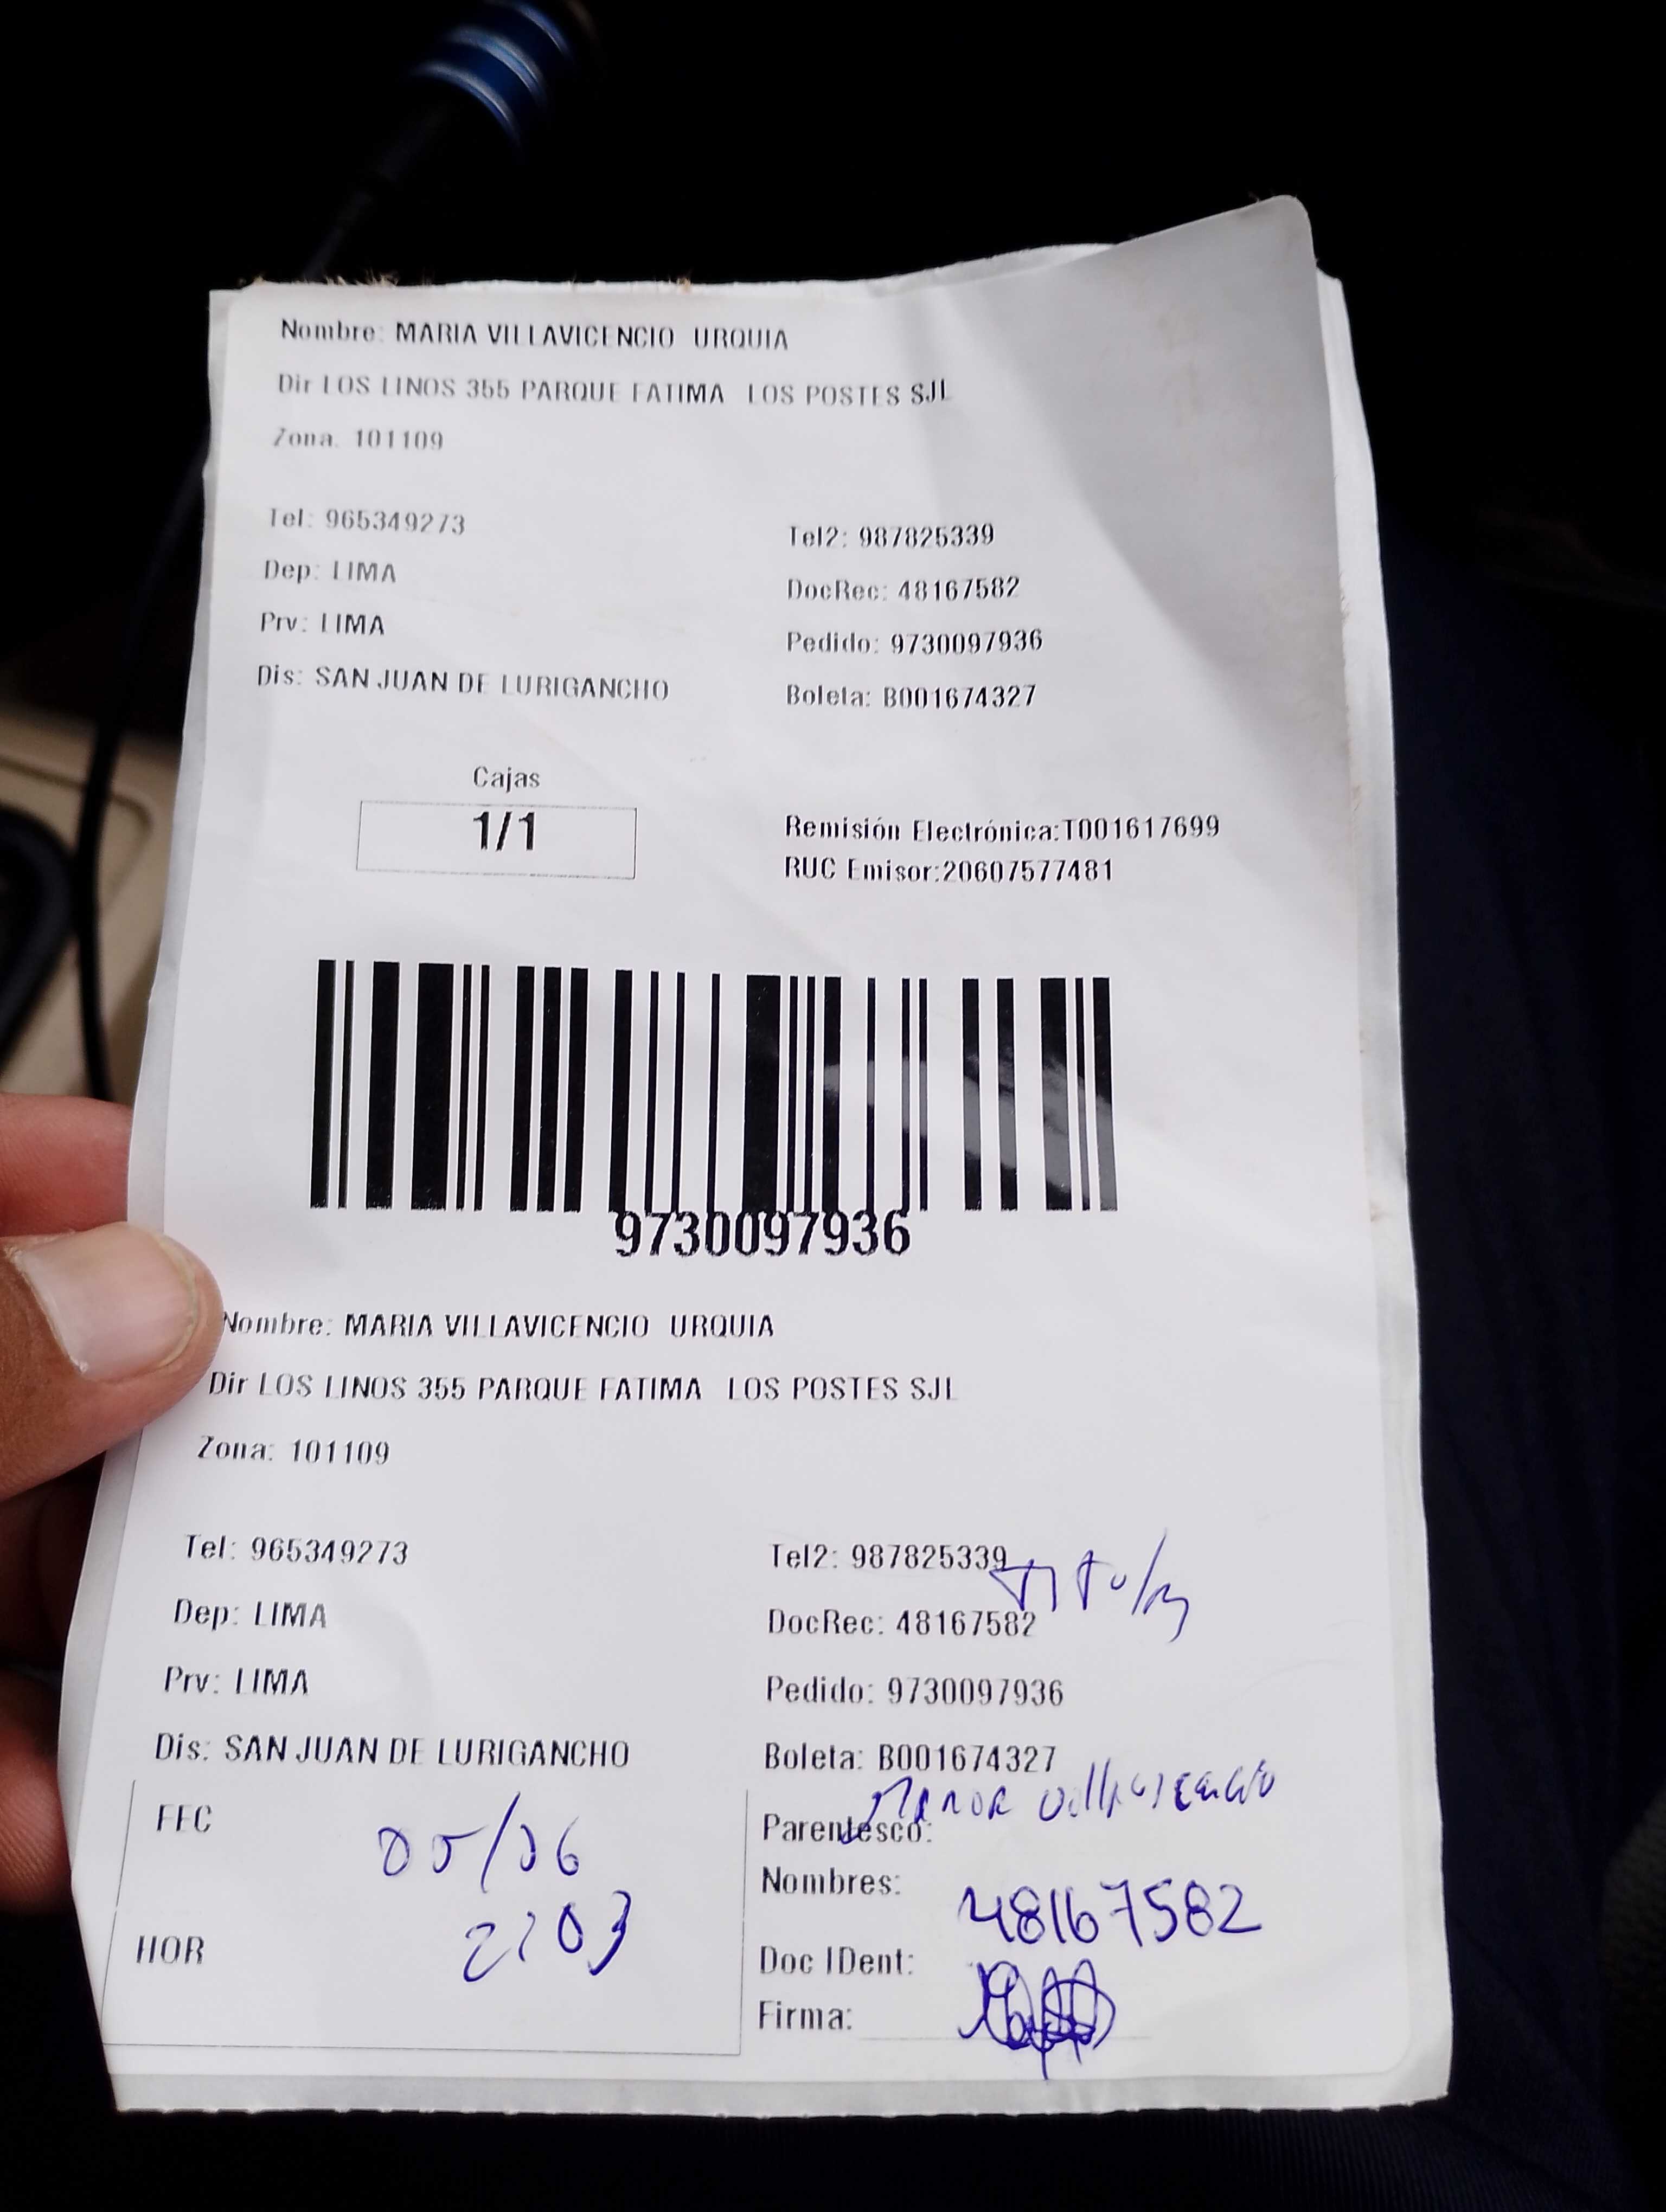 Nombre: MARIA VILLAVICENCIO URQUIA
Dir LOS LINOS 355 PARQUE FATIMA LOS POSTES SJL
Zona: 101109
Tel: 965349273 Tel2: 987825339
Dep: LIMA DocRec: 48167582
Prv: LIMA Pedido: 9730097936
Dis: SAN JUAN DE LURIGANCHO Boleta: B001674327
Cajas
1/1
Remisión Electrónica:T001617699
RUC Emisor:20607577481
9730097936
Nombre: MARIA VILLAVICENCIO URQUIA
Dir LOS LINOS 355 PARQUE FATIMA LOS POSTES SJL
Zona: 101109
Tel: 965349273 Tel2: 987825339
Titular
Dep: LIMA DocRec: 48167582
Prv: LIMA Pedido: 9730097936
Dis: SAN JUAN DE LURIGANCHO Boleta: B001674327
FEC 05/06 Parentesco:
Nombres:
48167582
HOR Doc IDent:
Firma: